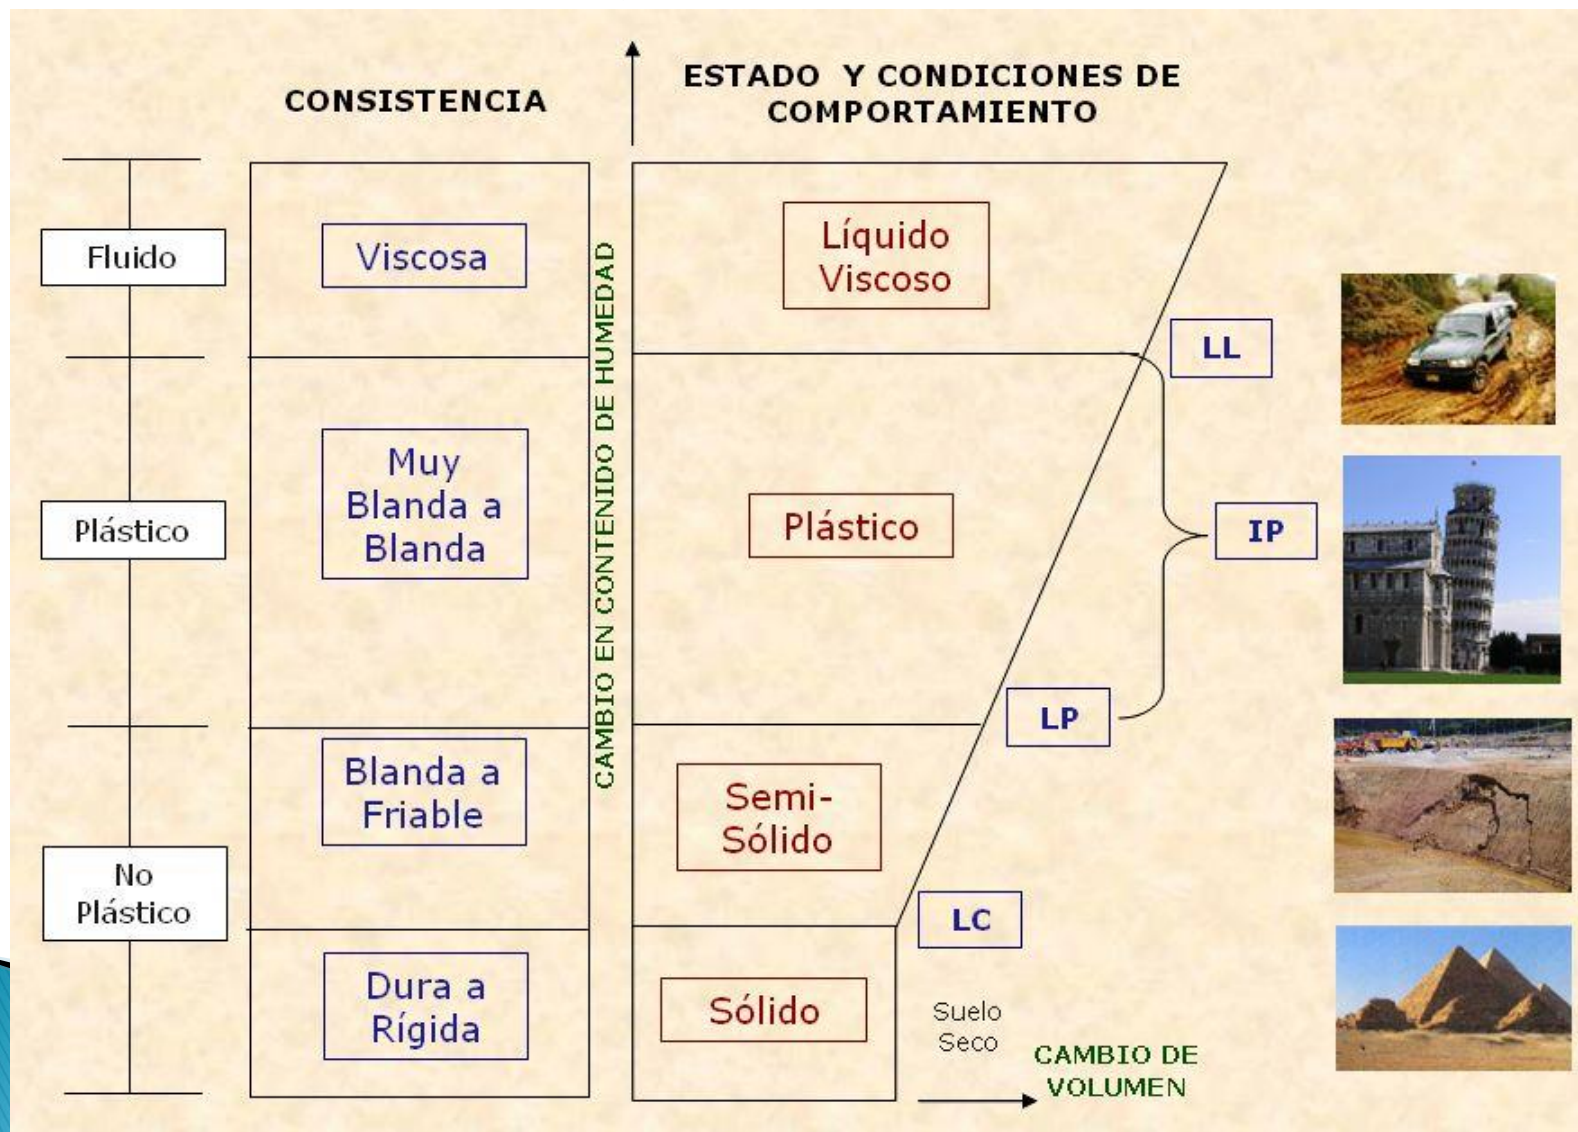 CONSISTENCIA
ESTADO Y CONDICIONES DE
COMPORTAMIENTO
Fluido
Viscosa
Líquido
Viscoso
LL
CAMBIO EN CONTENIDO DE HUMEDAD
Plástico
Muy
Blanda a
Blanda
Plástico
IP
LP
Blanda a
Friable
Semi-
Sólido
No
Plástico
LC
Dura a
Rígida
Sólido
Suelo
Seco
CAMBIO DE
VOLUMEN